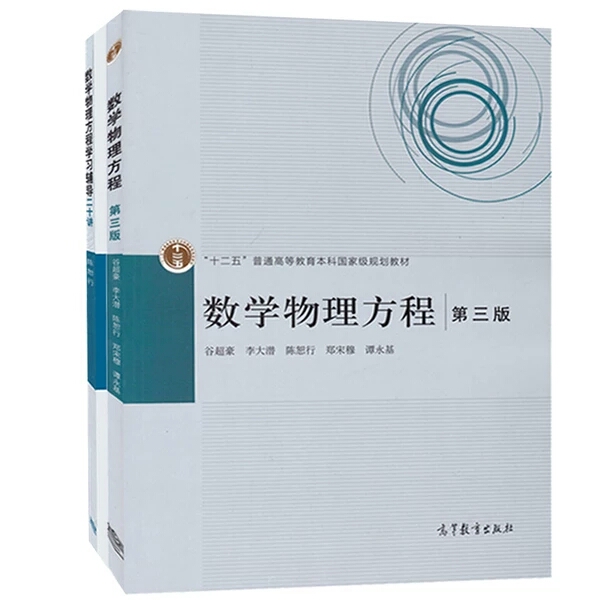 数学物理方程学习辅导二十讲
陈恕行
数学物理方程
第三版
谷超豪 李大潜 陈恕行 郑宋穆 谭永基
"十二五"普通高等教育本科国家级规划教材
数学物理方程 第三版
谷超豪 李大潜 陈恕行 郑宋穆 谭永基
高等教育出版社